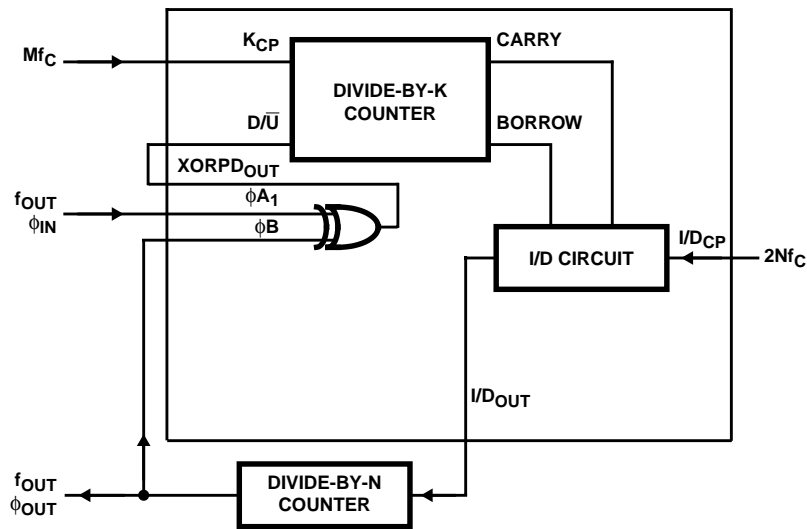 Mf_C
K_CP
CARRY
DIVIDE-BY-K
COUNTER
D/U̅
BORROW
XORPD_OUT
f_OUT
ϕ_IN
ϕA_1
ϕB
I/D CIRCUIT
I/D_CP
2Nf_C
I/D_OUT
f_OUT
ϕ_OUT
DIVIDE-BY-N
COUNTER